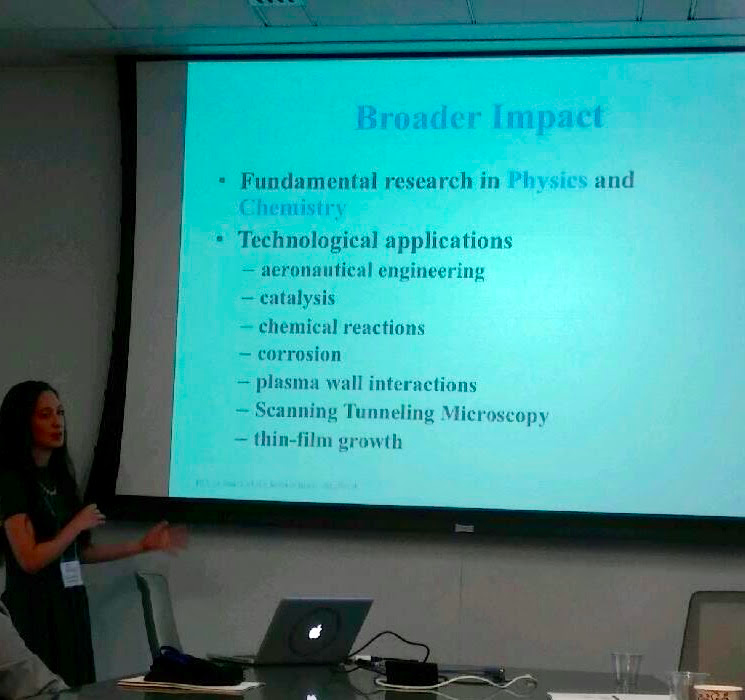 Broader Impact
• Fundamental research in Physics and
Chemistry
• Technological applications
– aeronautical engineering
– catalysis
– chemical reactions
– corrosion
– plasma wall interactions
– Scanning Tunneling Microscopy
– thin-film growth